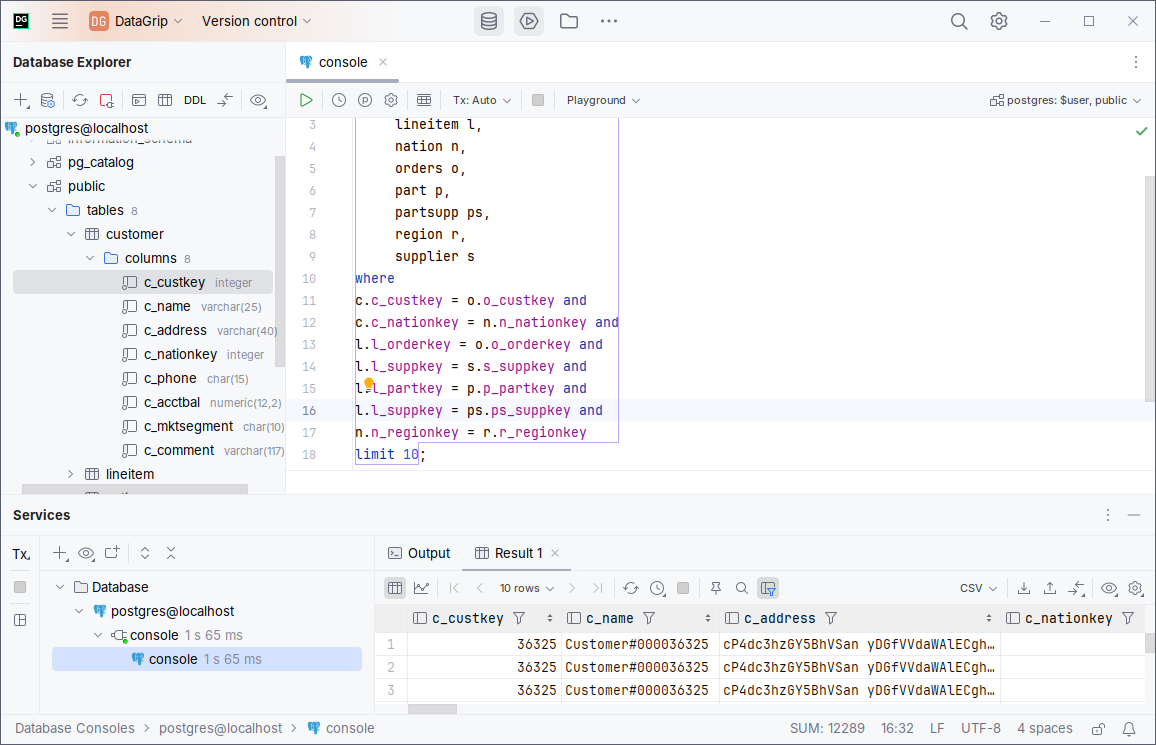 DG DG DataGrip Version control
Database Explorer
console
DDL
Tx: Auto Playground postgres: $user, public
postgres@localhost
information_schema
pg_catalog
public
tables 8
customer
columns 8
c_custkey integer
c_name varchar(25)
c_address varchar(40)
c_nationkey integer
c_phone char(15)
c_acctbal numeric(12,2)
c_mktsegment char(10)
c_comment varchar(117)
lineitem
3 lineitem l,
4 nation n,
5 orders o,
6 part p,
7 partsupp ps,
8 region r,
9 supplier s
10 where
11 c.c_custkey = o.o_custkey and
12 c.c_nationkey = n.n_nationkey and
13 l.l_orderkey = o.o_orderkey and
14 l.l_suppkey = s.s_suppkey and
15 l.l_partkey = p.p_partkey and
16 l.l_suppkey = ps.ps_suppkey and
17 n.n_regionkey = r.r_regionkey
18 limit 10;
Services
Tx
Database
postgres@localhost
console 1 s 65 ms
console 1 s 65 ms
Output Result 1
10 rows CSV
c_custkey c_name c_address c_nationkey
1 36325 Customer#000036325 cP4dc3hzGY5BhVSan yDGfVVdaWAlECgh…
2 36325 Customer#000036325 cP4dc3hzGY5BhVSan yDGfVVdaWAlECgh…
3 36325 Customer#000036325 cP4dc3hzGY5BhVSan yDGfVVdaWAlECgh…
Database Consoles postgres@localhost console SUM: 12289 16:32 LF UTF-8 4 spaces